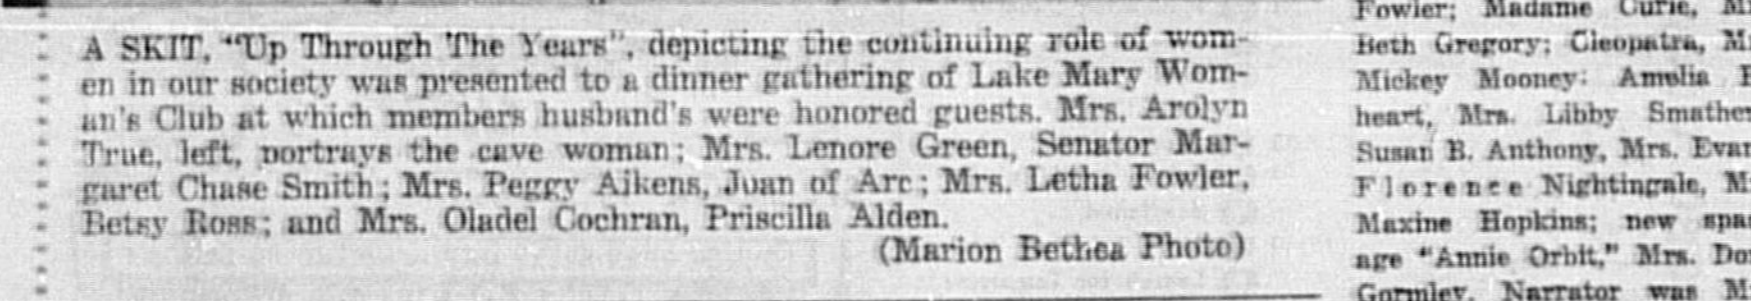 A SKIT, "Up Through The Years", depicting the continuing role of wom-
en in our society was presented to a dinner gathering of Lake Mary Wom-
an's Club at which members husband's were honored guests. Mrs. Arolyn
True, left, portrays the cave woman; Mrs. Lenore Green, Senator Mar-
garet Chase Smith; Mrs. Peggy Aikens, Joan of Arc; Mrs. Letha Fowler,
Betsy Ross; and Mrs. Oladel Cochran, Priscilla Alden.
(Marion Bethea Photo)
Fowler; Madame Curie, M
Beth Gregory; Cleopatra, M
Mickey Mooney; Amelia E
heart, Mrs. Libby Smathe
Susan B. Anthony, Mrs. Evan
Florence Nightingale, M
Maxine Hopkins; new spa
age "Annie Orbit," Mrs. Do
Gormley. Narrator was M